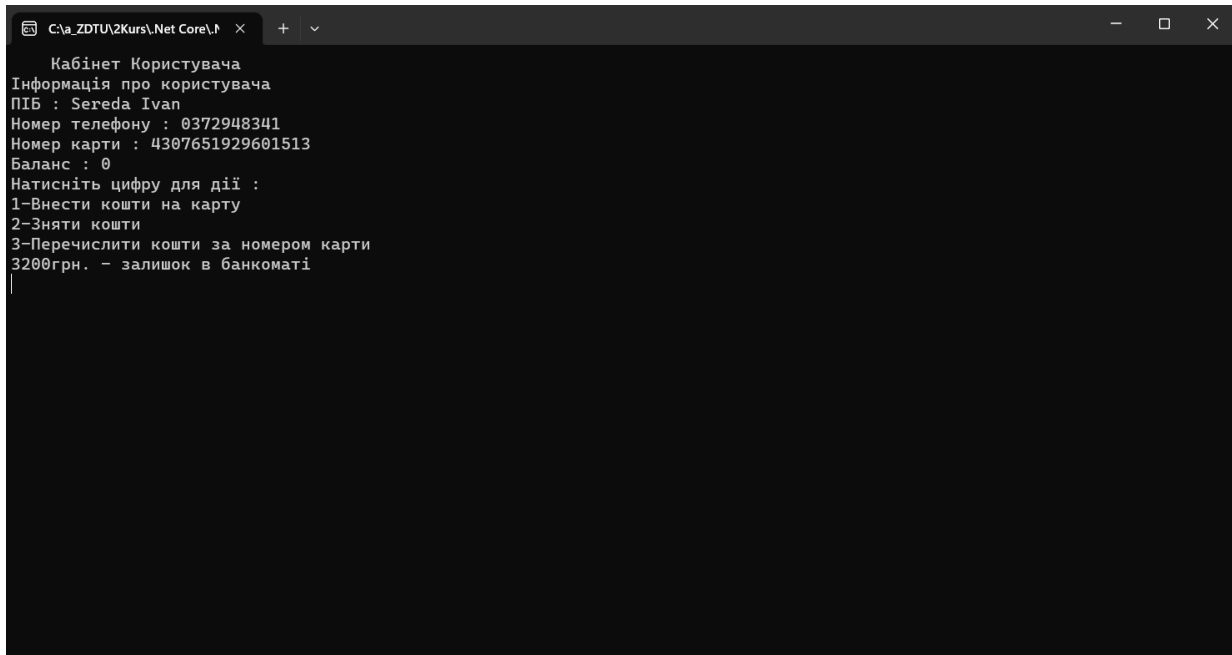 C:\a_ZDTU\2Kurs\.Net Core\.N
Кабінет Користувача
Інформація про користувача
ПІБ : Sereda Ivan
Номер телефону : 0372948341
Номер карти : 4307651929601513
Баланс : 0
Натисніть цифру для дії :
1-Внести кошти на карту
2-Зняти кошти
3-Перечислити кошти за номером карти
3200грн. - залишок в банкоматі